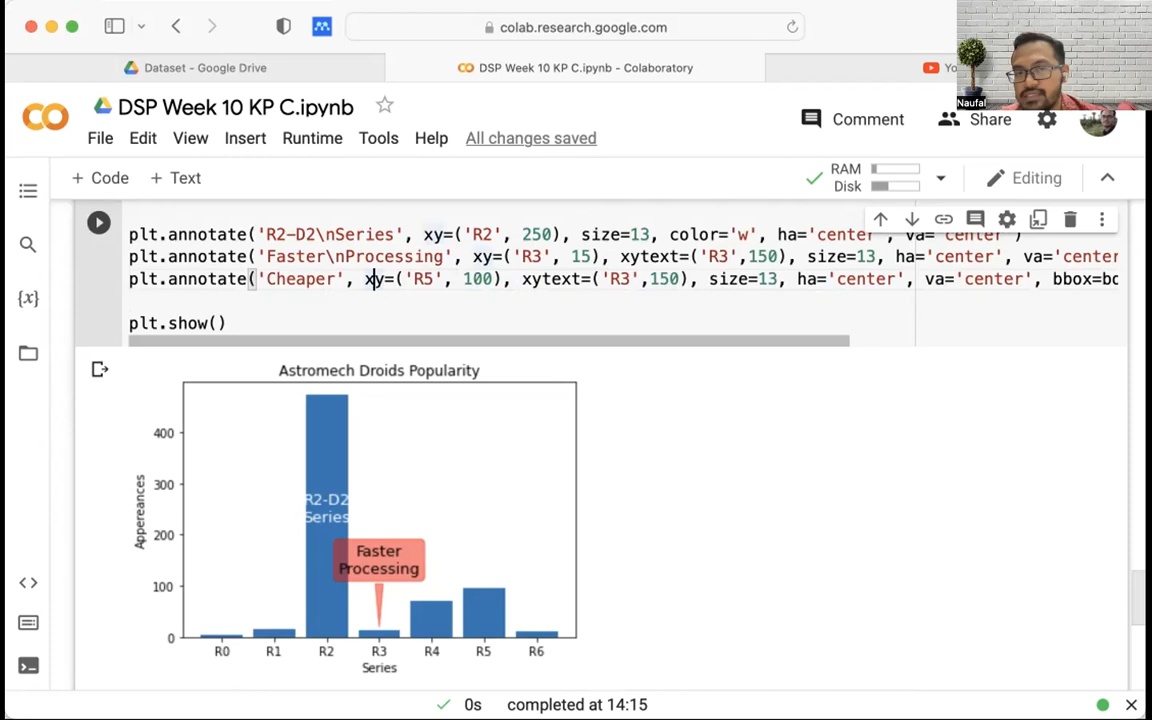 colab.research.google.com
Dataset - Google Drive
DSP Week 10 KP C.ipynb - Colaboratory
Naufal
DSP Week 10 KP C.ipynb
Comment
Share
File Edit View Insert Runtime Tools Help All changes saved
+ Code + Text
RAM
Disk
Editing
plt.annotate('R2-D2\nSeries', xy=('R2', 250), size=13, color='w', ha='center', va='center')
plt.annotate('Faster\nProcessing', xy=('R3', 15), xytext=('R3',150), size=13, ha='center', va='center
plt.annotate('Cheaper', xy=('R5', 100), xytext=('R3',150), size=13, ha='center', va='center', bbox=bo
plt.show()
Astromech Droids Popularity
400
300
200
100
0
Appereances
R2-D2
Series
Faster
Processing
R0 R1 R2 R3 R4 R5 R6
Series
0s completed at 14:15